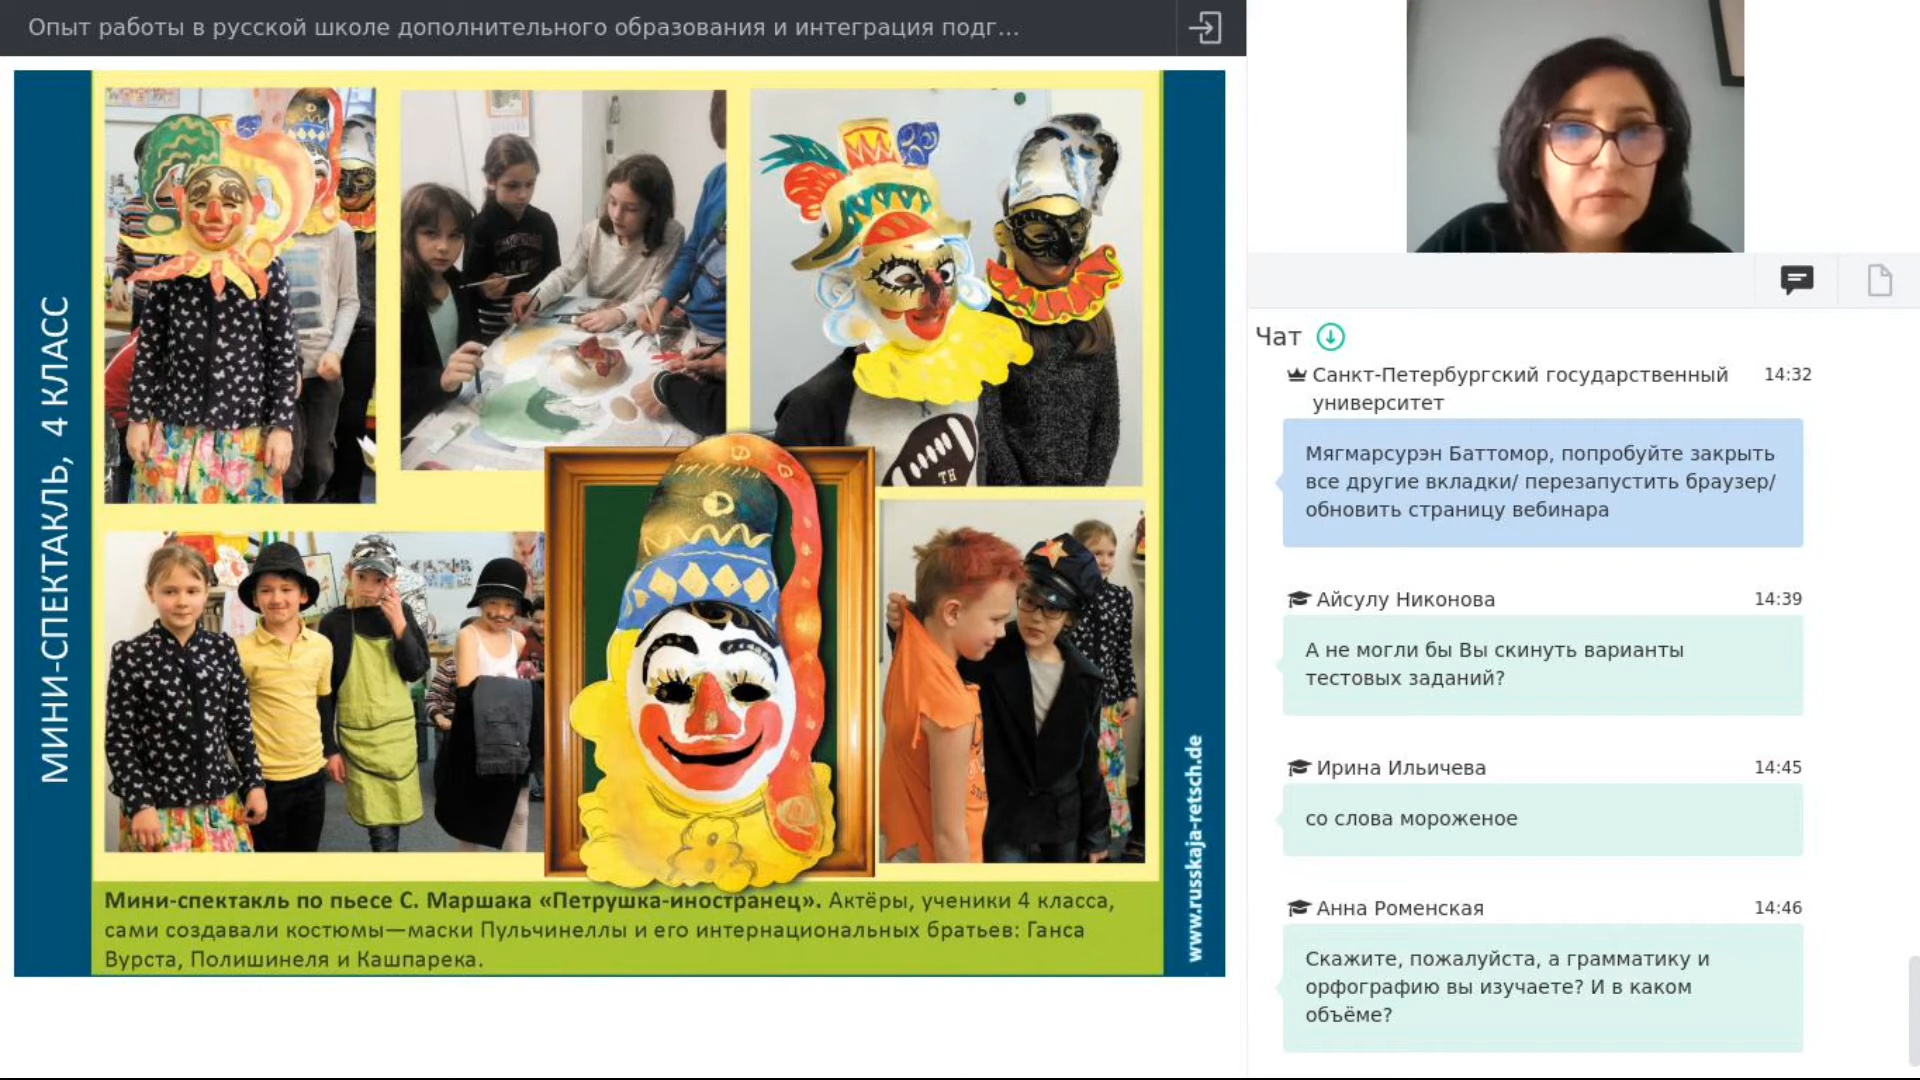 Опыт работы в русской школе дополнительного образования и интеграция подг...
МИНИ-СПЕКТАКЛЬ, 4 КЛАСС
TH
Мини-спектакль по пьесе С. Маршака «Петрушка-иностранец». Актёры, ученики 4 класса,
сами создавали костюмы—маски Пульчинеллы и его интернациональных братьев: Ганса
Вурста, Полишинеля и Кашпарека.
www.russkaja-retsch.de
Чат
Санкт-Петербургский государственный 14:32
университет
Мягмарсурэн Баттомор, попробуйте закрыть
все другие вкладки/ перезапустить браузер/
обновить страницу вебинара
Айсулу Никонова 14:39
А не могли бы Вы скинуть варианты
тестовых заданий?
Ирина Ильичева 14:45
со слова мороженое
Анна Роменская 14:46
Скажите, пожалуйста, а грамматику и
орфографию вы изучаете? И в каком
объёме?